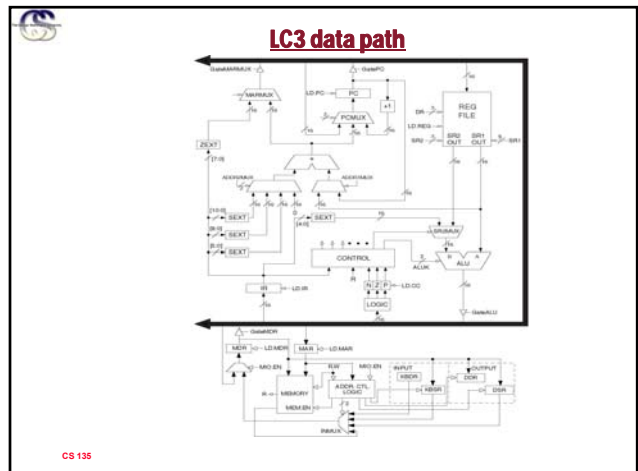 LC3 data path
GateMARMUX
GatePC
MARMUX
LD.PC
PC
+1
PCMUX
REG
FILE
DR
LD.REG
SR2
SR2
OUT
SR1
OUT
SR1
ZEXT
[7:0]
+
ADDR2MUX
ADDR1MUX
[10:0]
SEXT
[8:0]
SEXT
[5:0]
SEXT
0
[4:0]
SEXT
SR2MUX
CONTROL
R
IR
LD.IR
N Z P
LD.CC
LOGIC
ALUK
B A
ALU
GateALU
GateMDR
MDR
LD.MDR
MAR
LD.MAR
MIO.EN
R.W
MIO.EN
INPUT
OUTPUT
KBDR
DDR
MEMORY
ADDR. CTL.
LOGIC
KBSR
DSR
R
MEM.EN
INMUX
CS 135